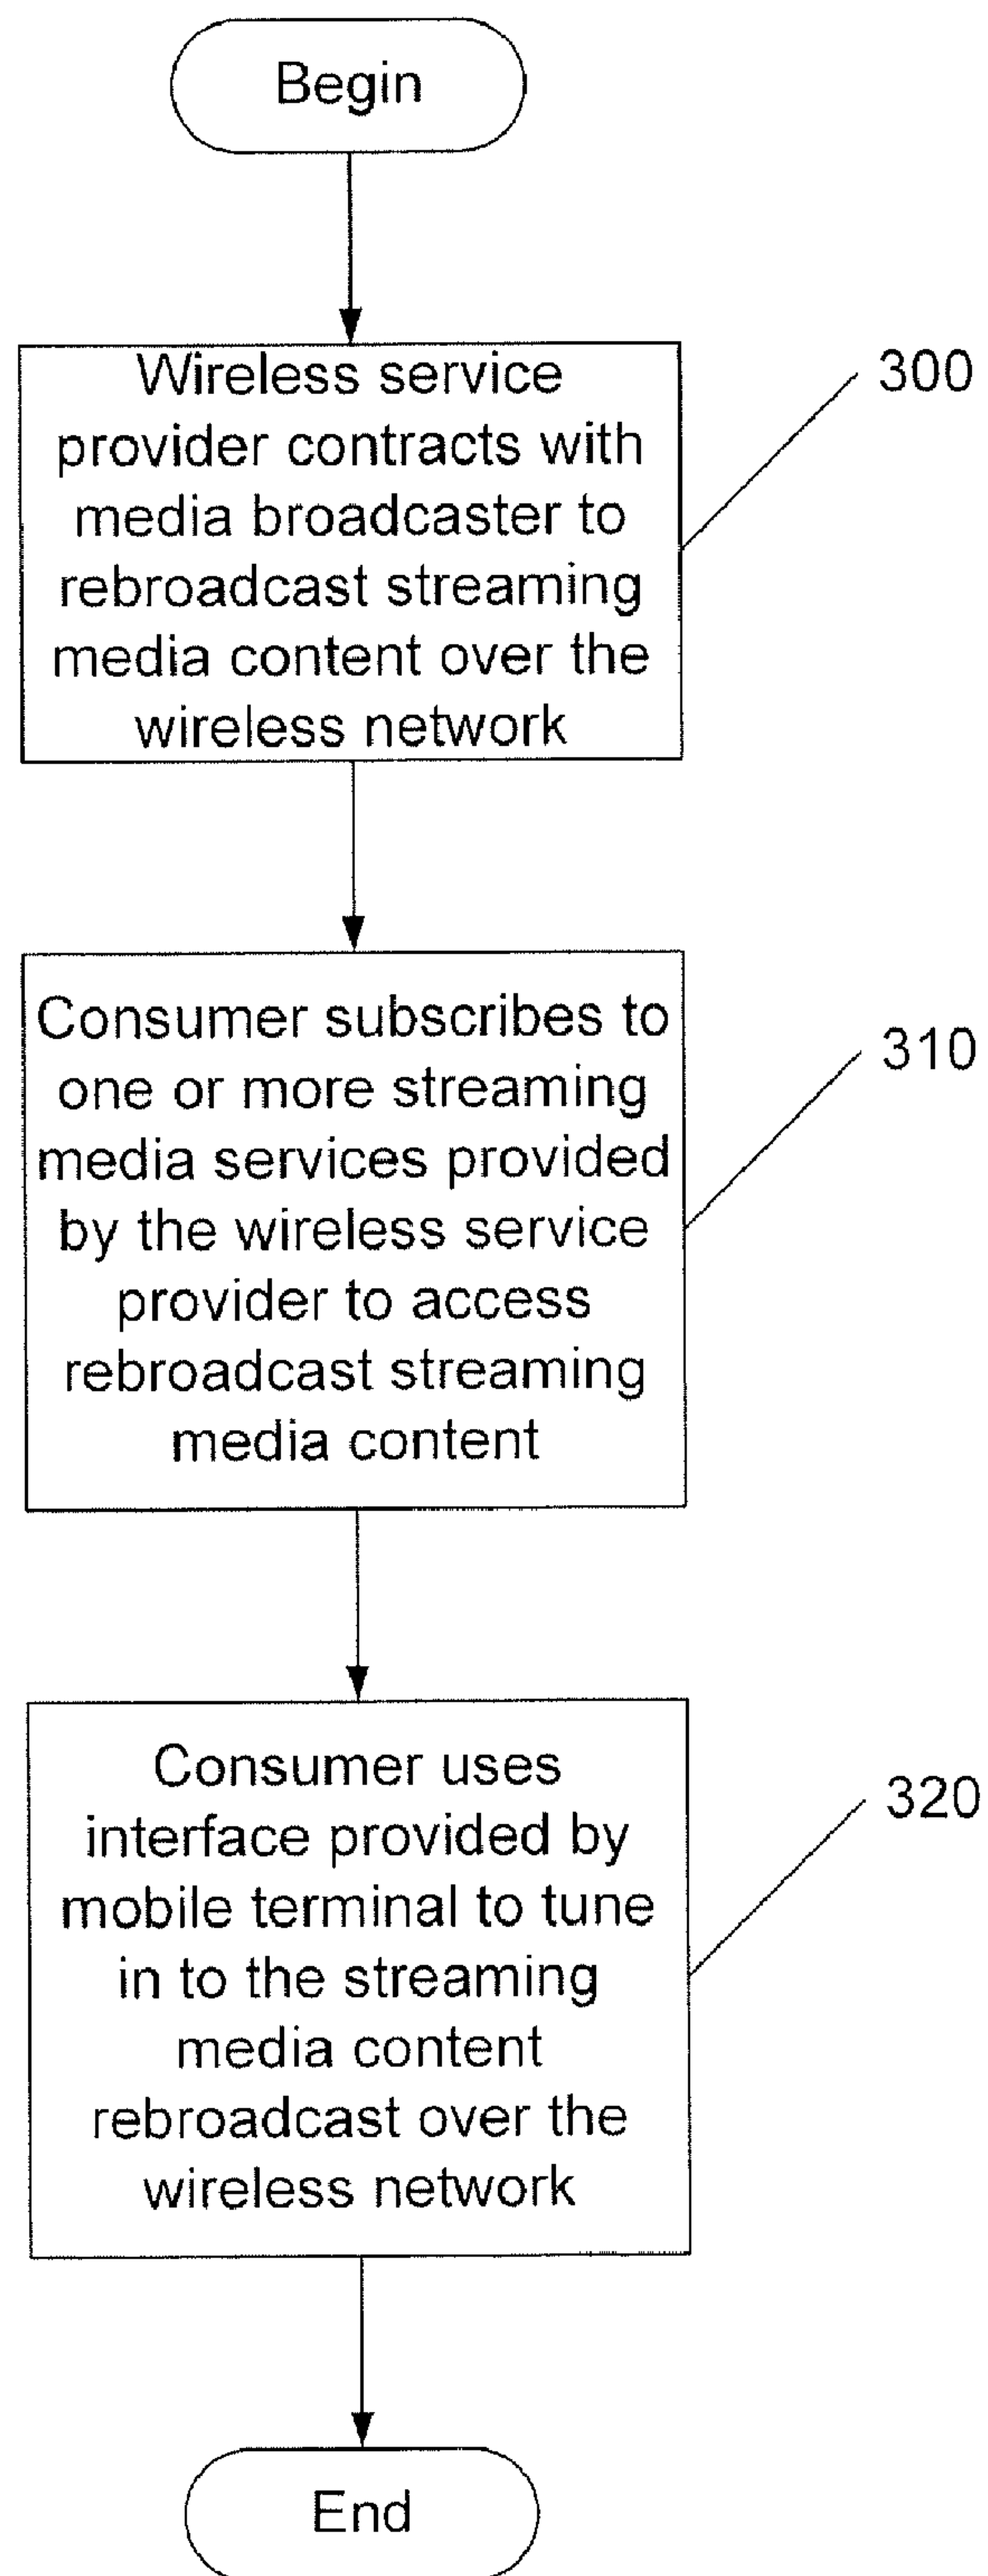 Begin
Wireless service
provider contracts with
media broadcaster to
rebroadcast streaming
media content over the
wireless network
300
Consumer subscribes to
one or more streaming
media services provided
by the wireless service
provider to access
rebroadcast streaming
media content
310
Consumer uses
interface provided by
mobile terminal to tune
in to the streaming
media content
rebroadcast over the
wireless network
320
End